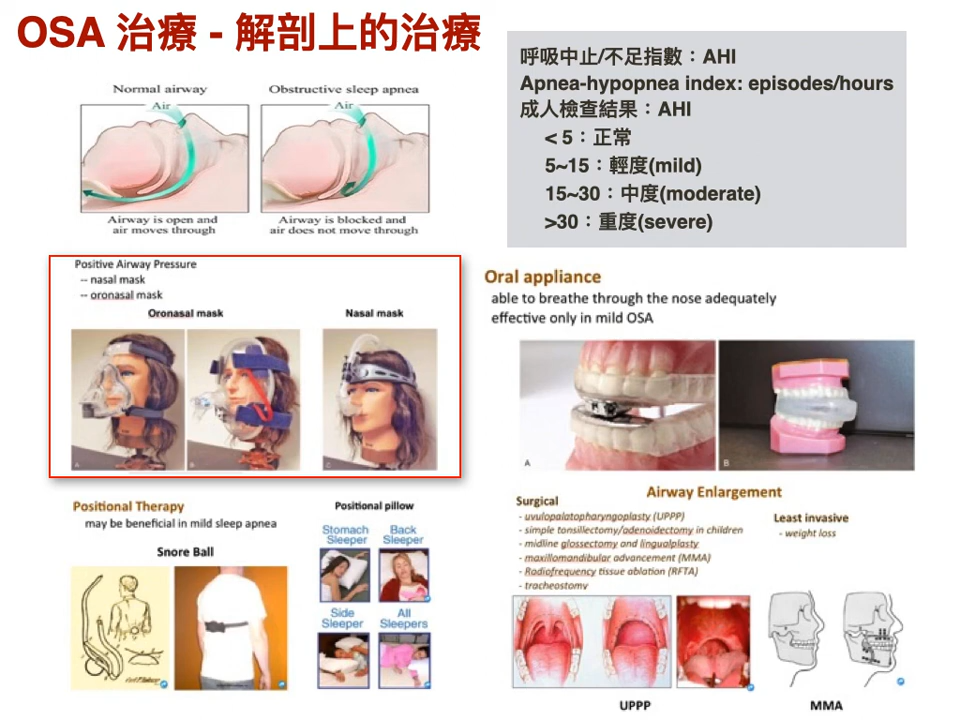 OSA 治療 - 解剖上的治療
呼吸中止/不足指數：AHI
Apnea-hypopnea index: episodes/hours
成人檢查結果：AHI
< 5：正常
5~15：輕度(mild)
15~30：中度(moderate)
>30：重度(severe)
Normal airway
Air
Airway is open and
air moves through
Obstructive sleep apnea
Air
Airway is blocked and
air does not move through
Positive Airway Pressure
-- nasal mask
-- oronasal mask
Oronasal mask
Nasal mask
A
B
C
Oral appliance
able to breathe through the nose adequately
effective only in mild OSA
A
B
Positional Therapy
may be beneficial in mild sleep apnea
Snore Ball
Positional pillow
Stomach
Sleeper
Back
Sleeper
Side
Sleeper
All
Sleepers
Airway Enlargement
Surgical
- uvulopalatopharyngoplasty (UPPP)
- simple tonsillectomy/adenoidectomy in children
- midline glossectomy and lingualplasty
- maxillomandibular advancement (MMA)
- Radiofrequency tissue ablation (RFTA)
- tracheostomy
Least invasive
- weight loss
UPPP
MMA